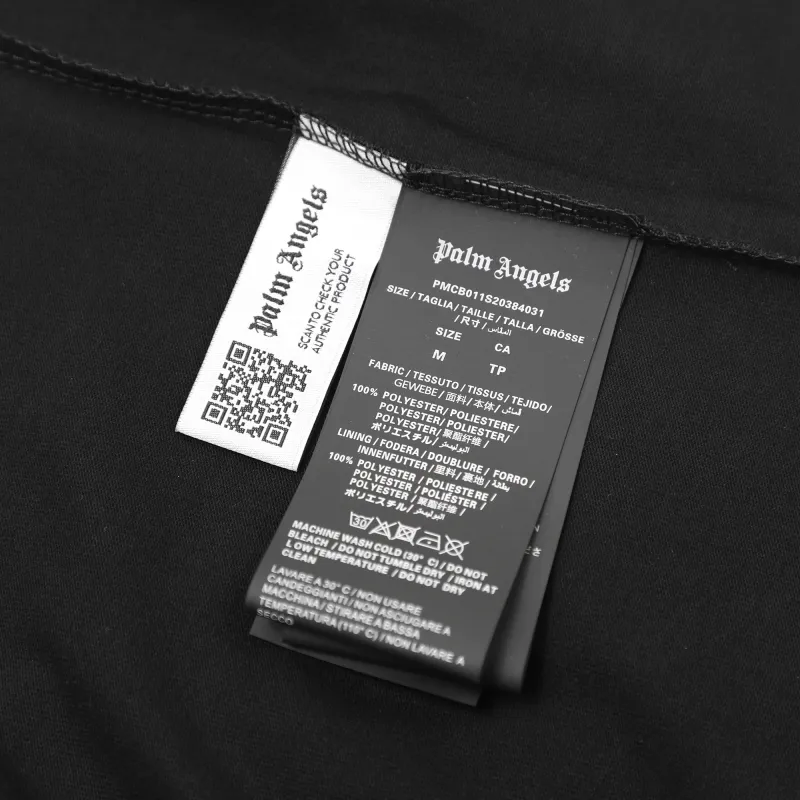 Palm Angels
SCAN TO CHECK YOUR
AUTHENTIC PRODUCT
Palm Angels
PMCB011S20384031
SIZE / TAGLIA / TAILLE / TALLA / GRÖSSE
/ 尺寸 / المقاس /
SIZE CA
M TP
FABRIC / TESSUTO / TISSUS / TEJIDO /
GEWEBE / 面料 / 本体 / قماش /
100% POLYESTER / POLIESTERE /
POLYESTER / POLIÉSTER /
POLYESTER / 聚酯纤维 /
ポリエステル / البوليستر /
LINING / FODERA / DOUBLURE / FORRO /
INNENFUTTER / 里料 / 裏地 / بطانة /
100% POLYESTER / POLIESTERE /
POLYESTER / POLIÉSTER /
POLYESTER / 聚酯纤维 /
ポリエステル / البوليستر /
30
MACHINE WASH COLD (30° C) / DO NOT
BLEACH / DO NOT TUMBLE DRY / IRON AT
LOW TEMPERATURE / DO NOT DRY
CLEAN
LAVARE A 30° C / NON USARE
CANDEGGIANTI / NON ASCIUGARE A
MACCHINA / STIRARE A BASSA
TEMPERATURA (110° C) / NON LAVARE A
SECCO